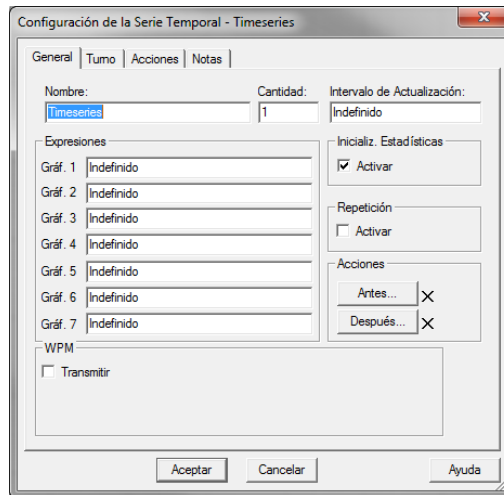 Configuración de la Serie Temporal - Timeseries
General Turno Acciones Notas
Nombre: Cantidad: Intervalo de Actualización:
Timeseries 1 Indefinido
Expresiones Inicializ. Estadísticas
Gráf. 1 Indefinido Activar
Gráf. 2 Indefinido
Gráf. 3 Indefinido Repetición
Gráf. 4 Indefinido Activar
Gráf. 5 Indefinido Acciones
Gráf. 6 Indefinido Antes...
Gráf. 7 Indefinido Después...
WPM
Transmitir
Aceptar Cancelar Ayuda